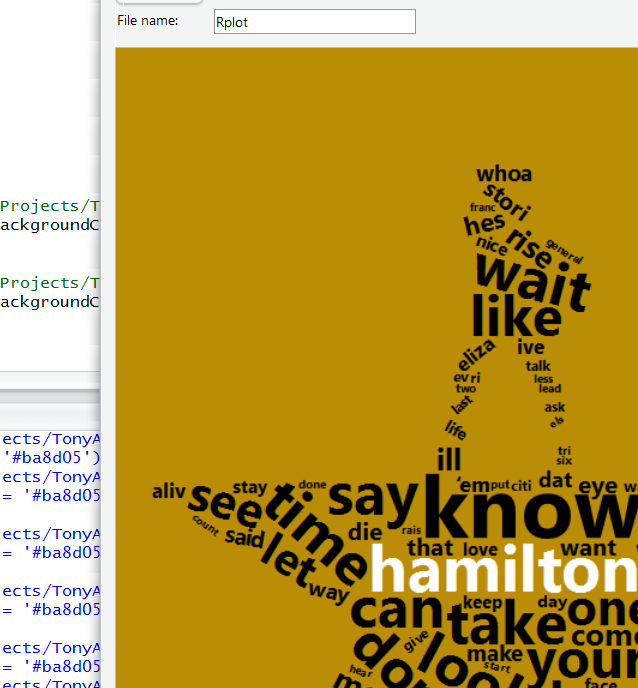 File name:
Rplot
Projects/T
ackgroundC
Projects/T
ackgroundC
ects/TonyA
'#ba8d05')
ects/TonyA
= '#ba8d05
ects/TonyA
= '#ba8d05
ects/TonyA
= '#ba8d05
ects/TonyA
= '#ba8d05
ects/TonyA
whoa
stori
franc
hes
rise
nice
general
wait
like
eliza
ive
talk
evri
less
two
lead
last
ask
els
life
ill
tri
six
aliv
see
stay
done
time
say
'em
put
citi
dat
eye
know
count
said
let
die
rais
that
love
want
way
hamilton
can
keep
take
day
one
come
give
do
loo
make
start
your
hear
face